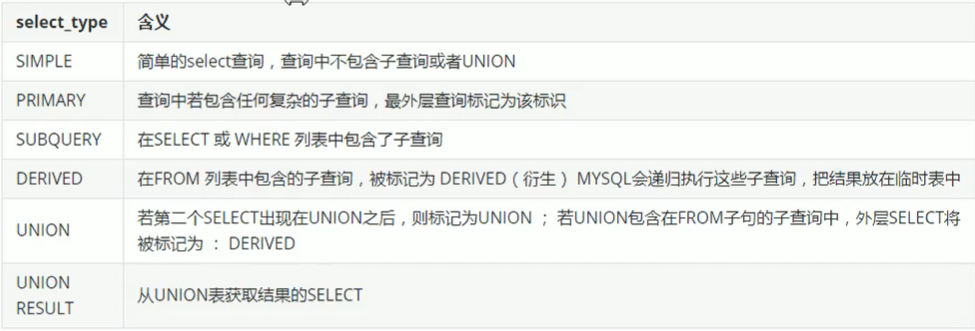 select_type 含义
SIMPLE 简单的select查询，查询中不包含子查询或者UNION
PRIMARY 查询中若包含任何复杂的子查询，最外层查询标记为该标识
SUBQUERY 在SELECT 或 WHERE 列表中包含了子查询
DERIVED 在FROM 列表中包含的子查询，被标记为 DERIVED（衍生） MYSQL会递归执行这些子查询，把结果放在临时表中
UNION 若第二个SELECT出现在UNION之后，则标记为UNION ； 若UNION包含在FROM子句的子查询中，外层SELECT将
被标记为 ： DERIVED
UNION
RESULT 从UNION表获取结果的SELECT